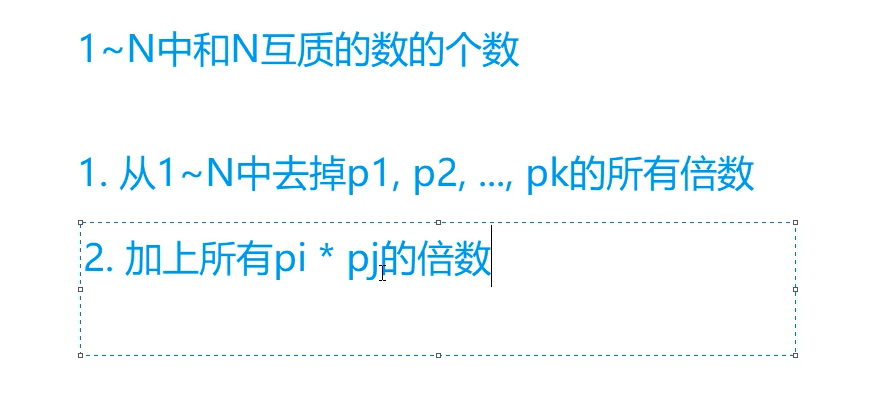 1~N中和N互质的数的个数
1. 从1~N中去掉p1, p2, ..., pk的所有倍数
2. 加上所有pi * pj的倍数